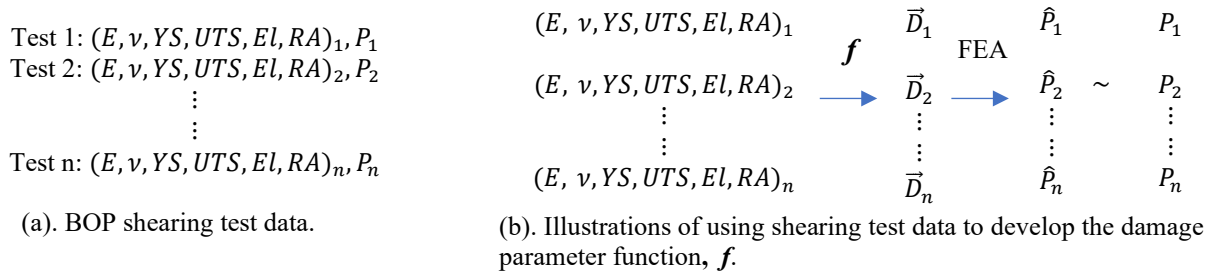 Test 1: (E, ν, YS, UTS, El, RA)₁, P₁
Test 2: (E, ν, YS, UTS, El, RA)₂, P₂
⋮
⋮
Test n: (E, ν, YS, UTS, El, RA)ₙ, Pₙ
(a). BOP shearing test data.
(E, ν, YS, UTS, El, RA)₁ D⃗₁ P̂₁ P₁
f FEA
(E, ν, YS, UTS, El, RA)₂ → D⃗₂ → P̂₂ ~ P₂
⋮ ⋮ ⋮ ⋮
⋮ ⋮ ⋮ ⋮
(E, ν, YS, UTS, El, RA)ₙ D⃗ₙ P̂ₙ Pₙ
(b). Illustrations of using shearing test data to develop the damage
parameter function, f.